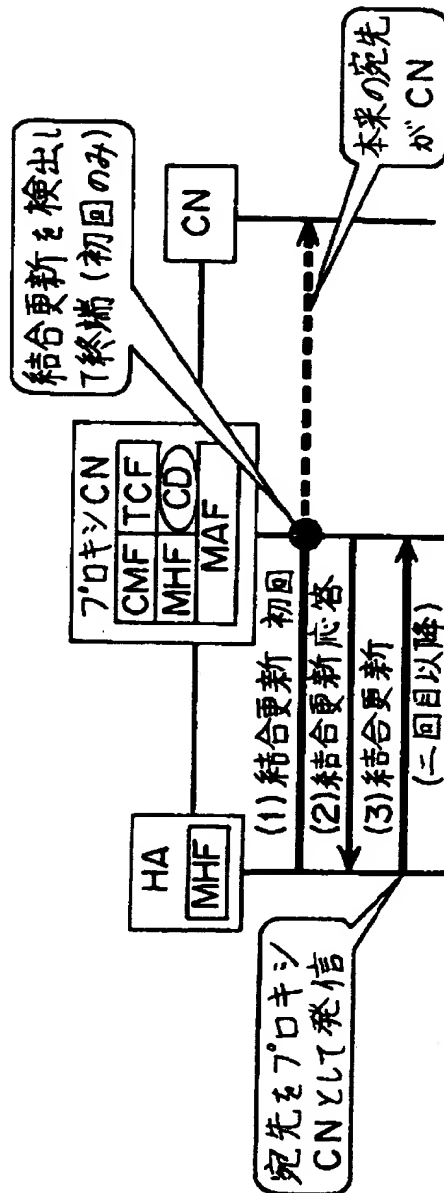 結合更新を検出し
て終端(初回のみ)
プロキシCN
CMF TCF
MHF CD
MAF
HA
MHF
CN
本来の宛先
がCN
(1)結合更新 初回
(2)結合更新応答
(3)結合更新
(二回目以降)
宛先をプロキシ
CNとして発信